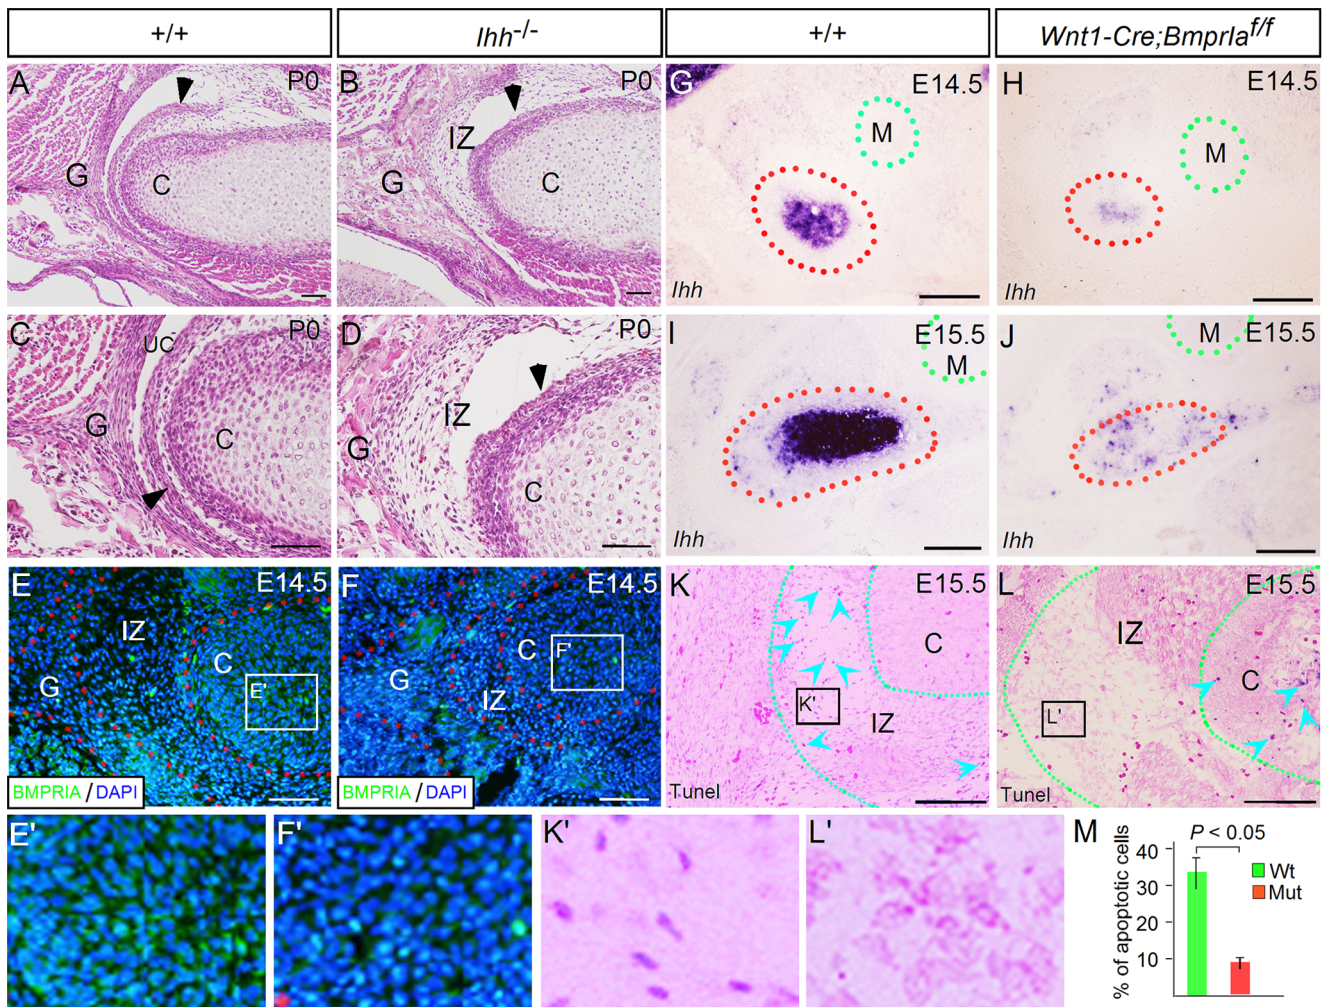 +/+ Ihh-/- +/+ Wnt1-Cre;BmprIaf/f
A P0 B P0 G E14.5 H E14.5
IZ M M
G C G C
Ihh Ihh
C P0 D P0 I E15.5 J E15.5
UC M M
G C G IZ C
Ihh Ihh
E E14.5 F E14.5 K E15.5 L E15.5
IZ C C C IZ C
G E' G IZ F' K' IZ L'
BMPRIA / DAPI BMPRIA / DAPI Tunel Tunel
E' F' K' L' M
P < 0.05
% of apoptotic cells
40
30
20
10
Wt
Mut